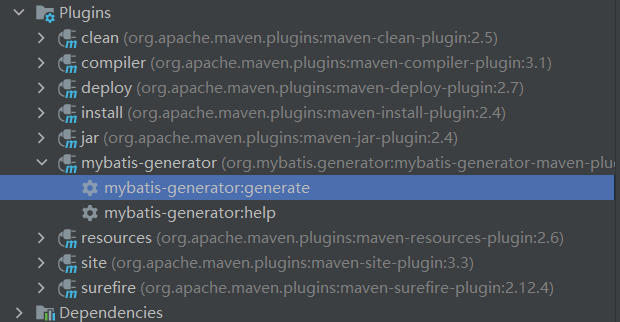 Plugins
clean (org.apache.maven.plugins:maven-clean-plugin:2.5)
compiler (org.apache.maven.plugins:maven-compiler-plugin:3.1)
deploy (org.apache.maven.plugins:maven-deploy-plugin:2.7)
install (org.apache.maven.plugins:maven-install-plugin:2.4)
jar (org.apache.maven.plugins:maven-jar-plugin:2.4)
mybatis-generator (org.mybatis.generator:mybatis-generator-maven-plu
mybatis-generator:generate
mybatis-generator:help
resources (org.apache.maven.plugins:maven-resources-plugin:2.6)
site (org.apache.maven.plugins:maven-site-plugin:3.3)
surefire (org.apache.maven.plugins:maven-surefire-plugin:2.12.4)
Dependencies